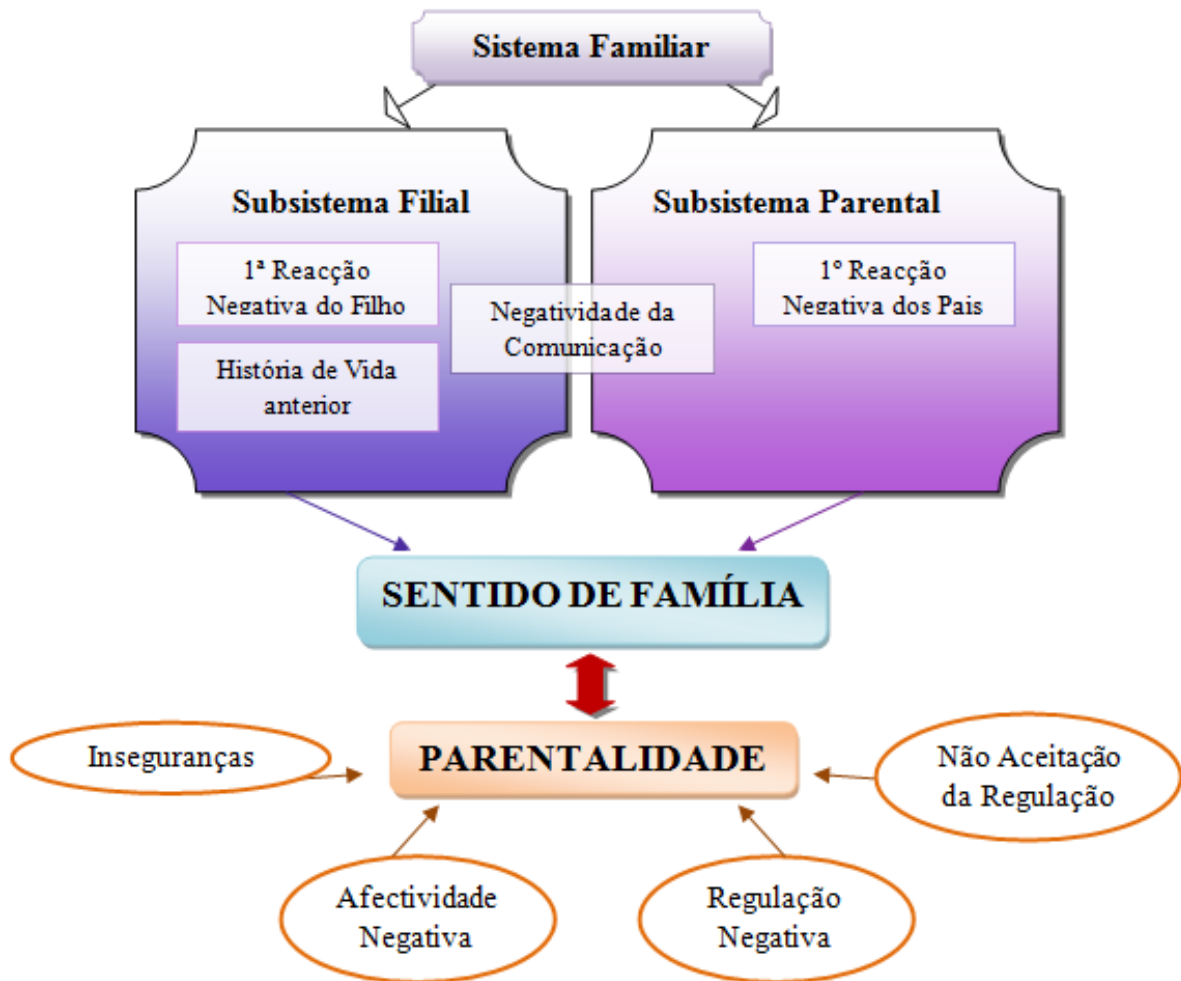 Sistema Familiar
Subsistema Filial
Subsistema Parental
1ª Reacção
Negativa do Filho
1º Reacção
Negativa dos Pais
Negatividade da
Comunicação
História de Vida
anterior
SENTIDO DE FAMÍLIA
PARENTALIDADE
Inseguranças
Não Aceitação
da Regulação
Afectividade
Negativa
Regulação
Negativa